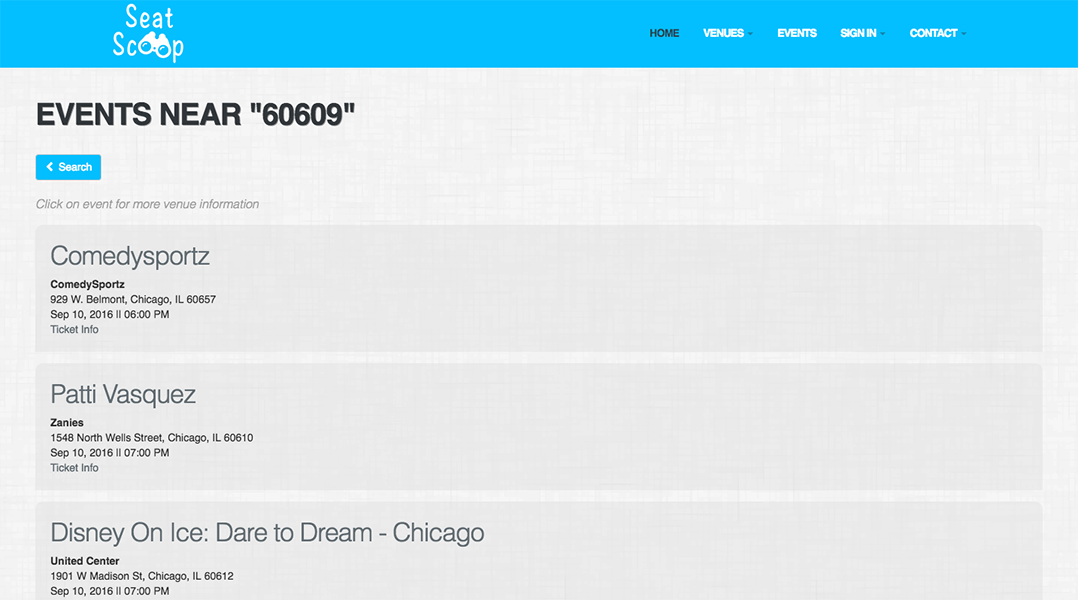 Seat
Scoop
HOME VENUES EVENTS SIGN IN CONTACT
EVENTS NEAR "60609"
Search
Click on event for more venue information
Comedysportz
ComedySportz
929 W. Belmont, Chicago, IL 60657
Sep 10, 2016 || 06:00 PM
Ticket Info
Patti Vasquez
Zanies
1548 North Wells Street, Chicago, IL 60610
Sep 10, 2016 || 07:00 PM
Ticket Info
Disney On Ice: Dare to Dream - Chicago
United Center
1901 W Madison St, Chicago, IL 60612
Sep 10, 2016 || 07:00 PM